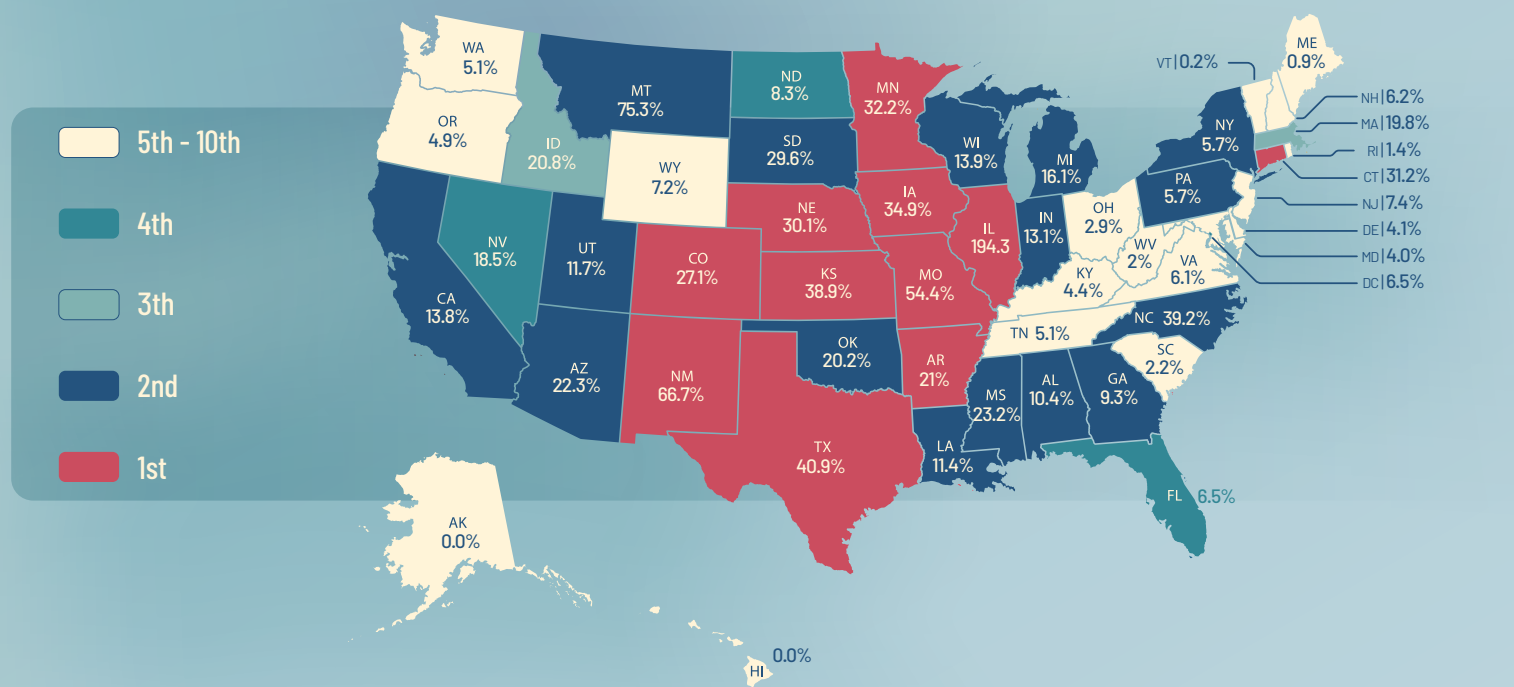 5th - 10th
4th
3th
2nd
1st
WA
5.1%
OR
4.9%
ID
20.8%
MT
75.3%
WY
7.2%
ND
8.3%
SD
29.6%
MN
32.2%
WI
13.9%
MI
16.1%
NY
5.7%
PA
5.7%
ME
0.9%
VT|0.2%
NH|6.2%
MA|19.8%
RI|1.4%
CT|31.2%
NJ|7.4%
DE|4.1%
MD|4.0%
DC|6.5%
CA
13.8%
NV
18.5%
UT
11.7%
CO
27.1%
NE
30.1%
IA
34.9%
IL
194.3
IN
13.1%
OH
2.9%
WV
2%
VA
6.1%
KY
4.4%
KS
38.9%
MO
54.4%
TN 5.1%
NC 39.2%
SC
2.2%
AZ
22.3%
NM
66.7%
OK
20.2%
AR
21%
MS
23.2%
AL
10.4%
GA
9.3%
LA
11.4%
TX
40.9%
FL 6.5%
AK
0.0%
HI 0.0%